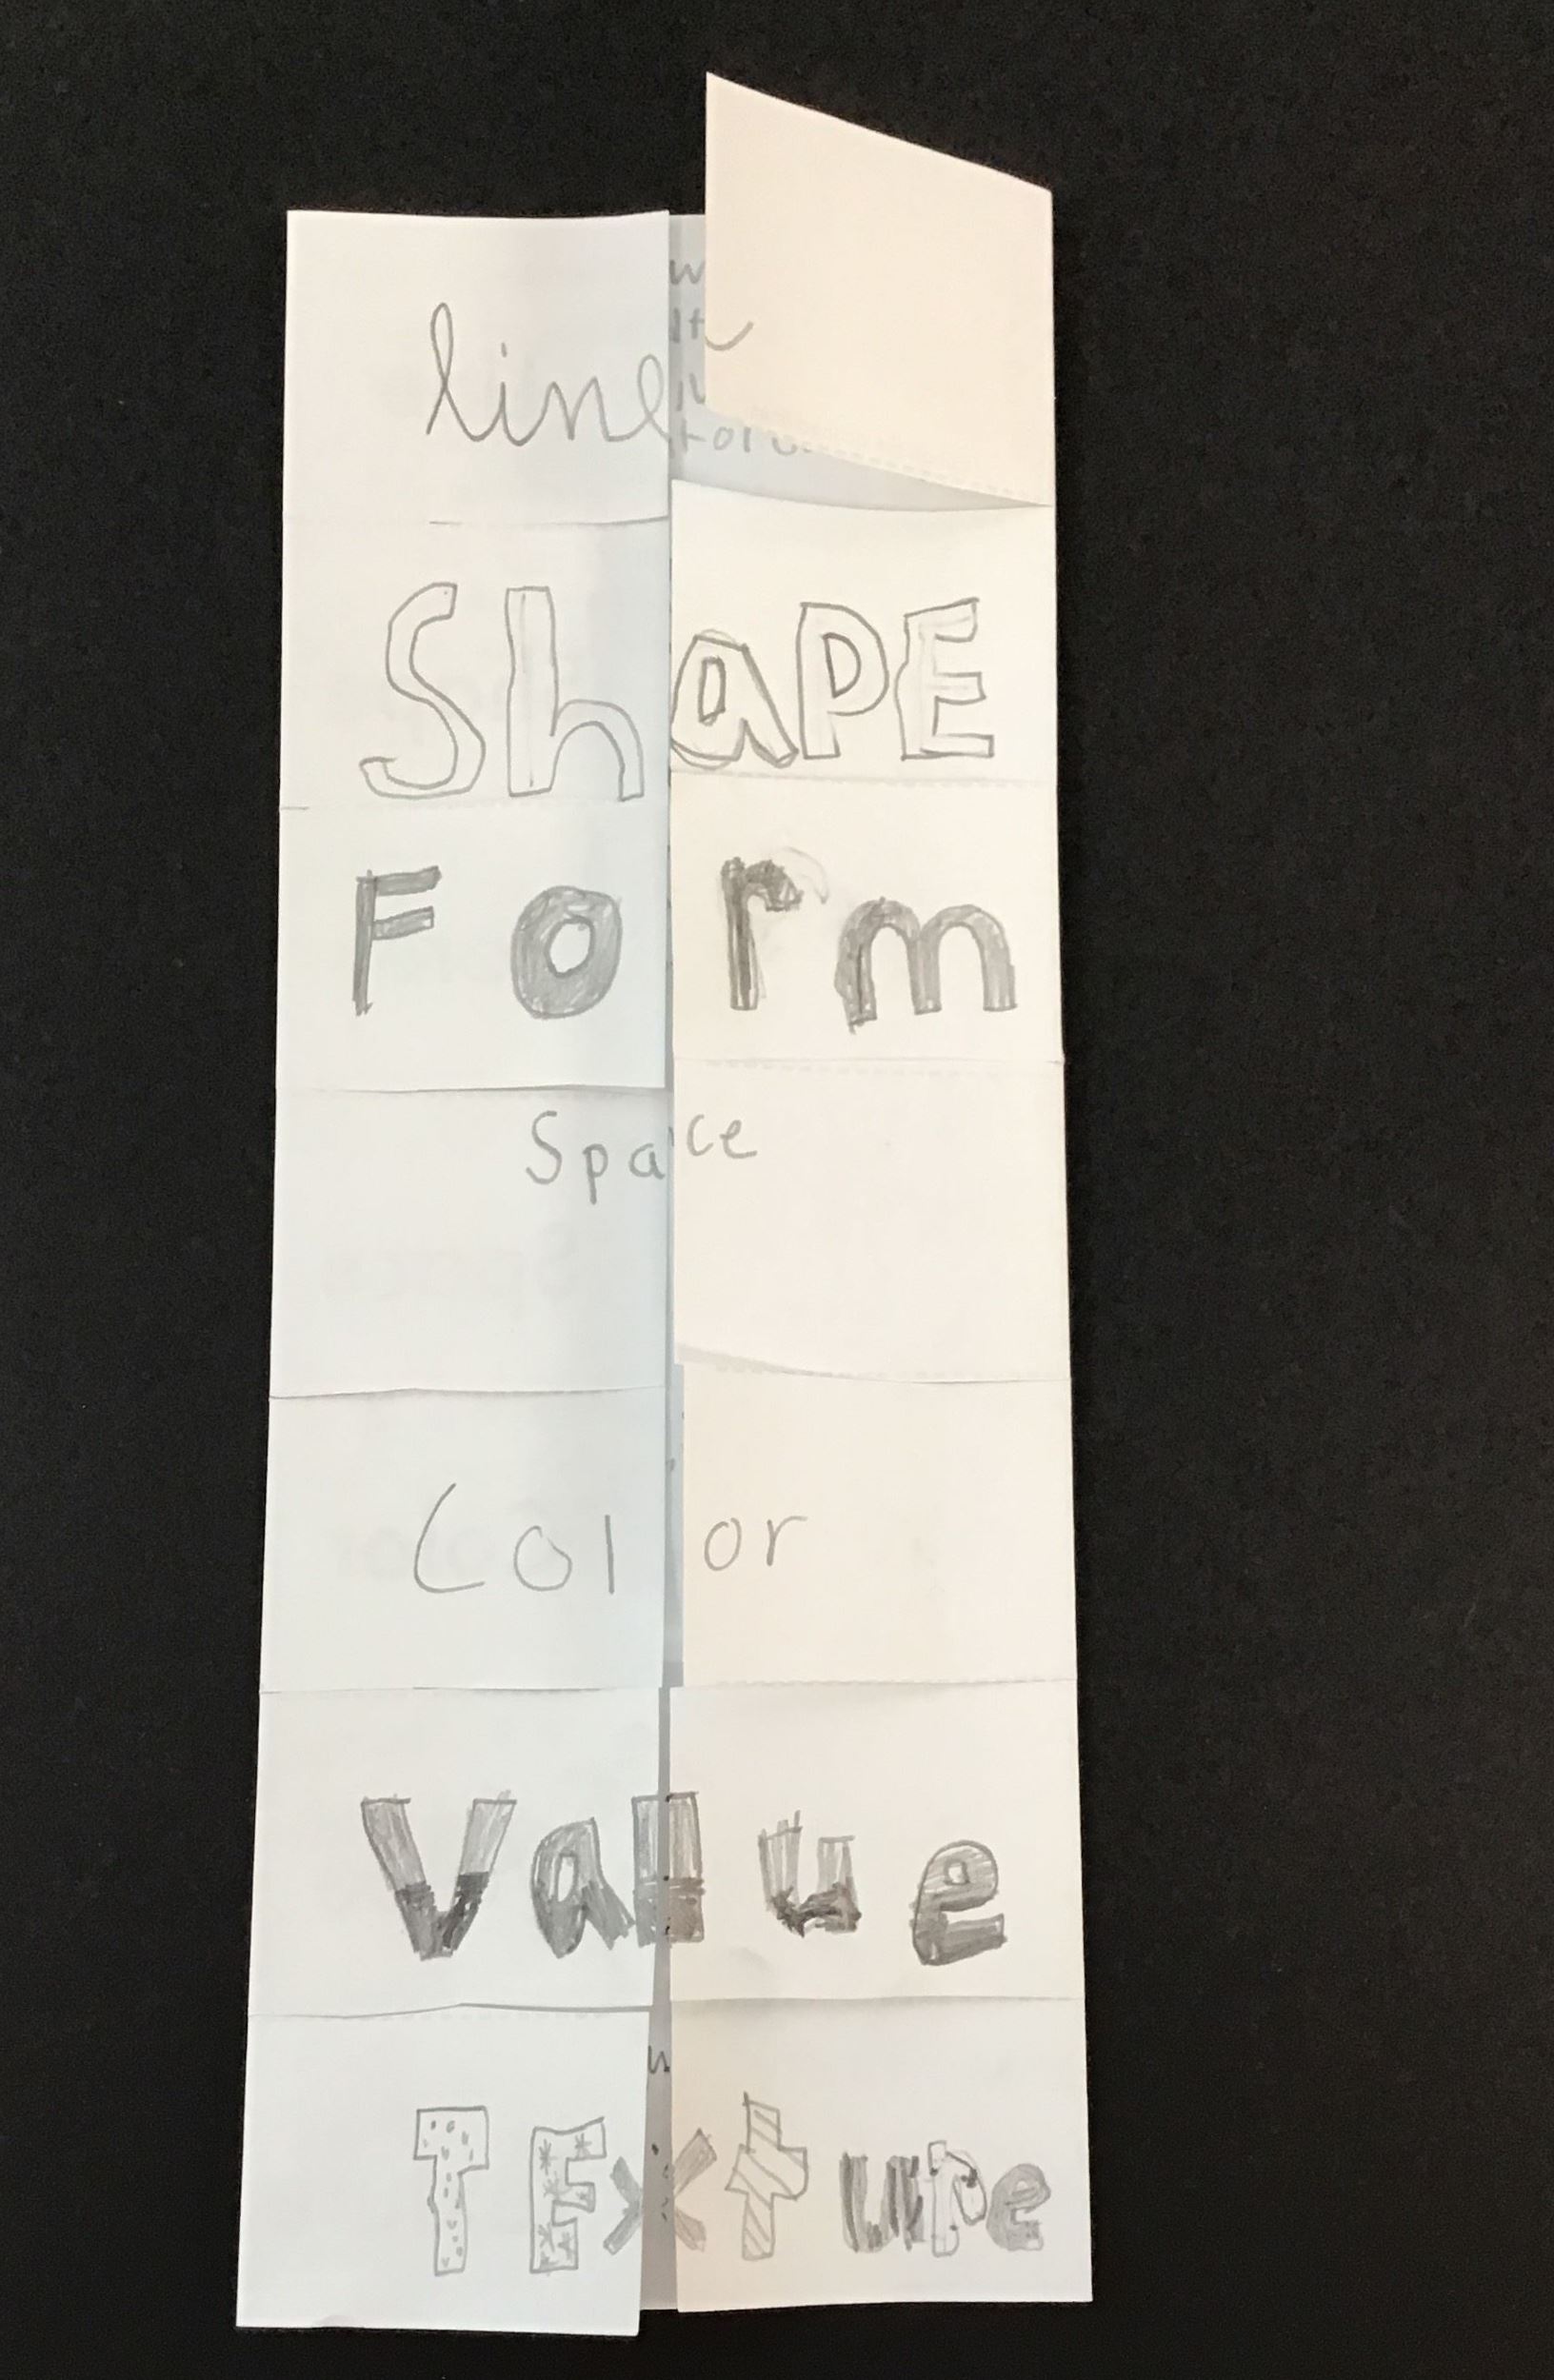 line
ShaPE
Form
Space
Color
Value
TExture